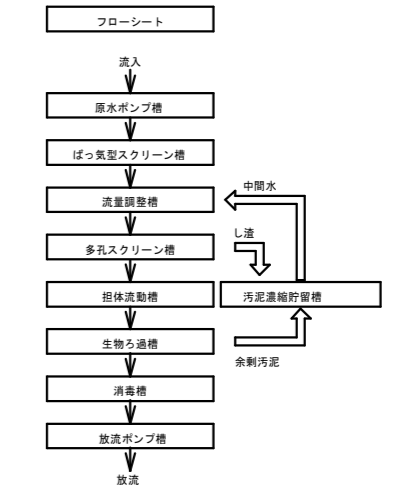 フローシート
流入
原水ポンプ槽
ばっ気型スクリーン槽
流量調整槽
中間水
多孔スクリーン槽
し渣
担体流動槽
汚泥濃縮貯留槽
生物ろ過槽
余剰汚泥
消毒槽
放流ポンプ槽
放流